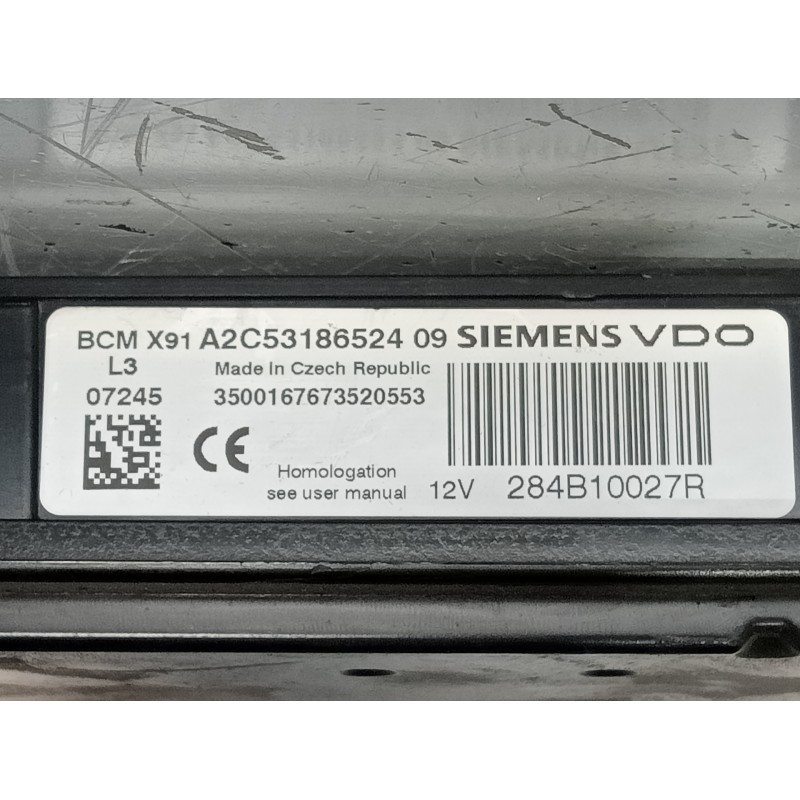 BCM X91 A2C53186524 09 SIEMENS VDO
L3 Made In Czech Republic
07245 3500167673520553
CE
Homologation
see user manual 12V 284B10027R